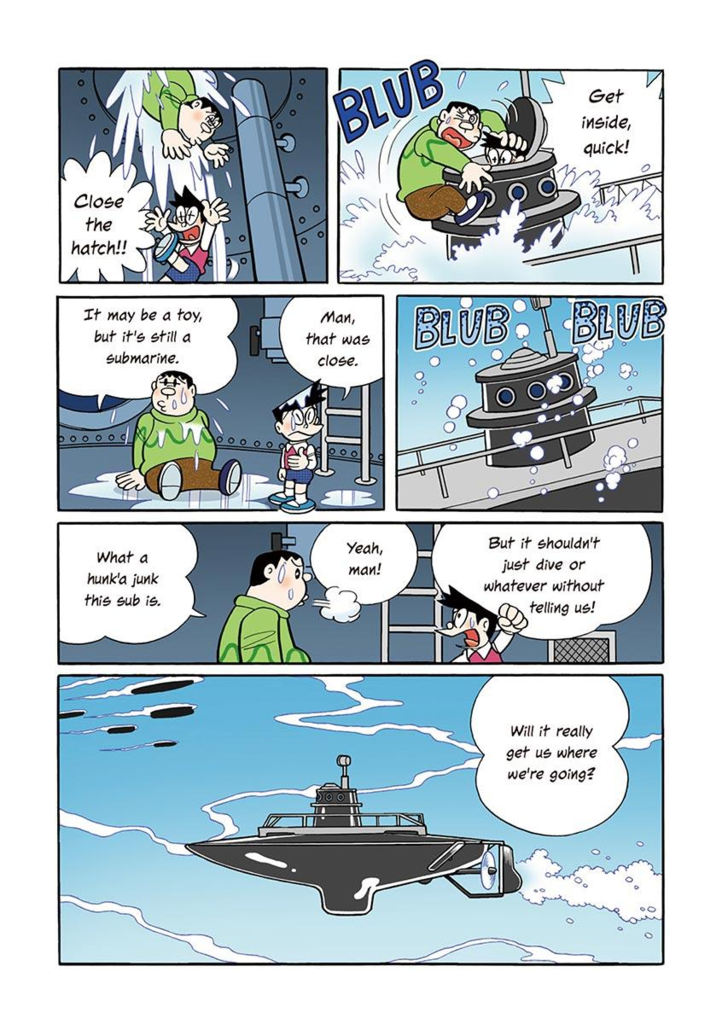 Get
inside,
quick!
BLUB
Close
the
hatch!!
BLUB
BLUB
Man,
that was
close.
It may be a toy,
but it's still a
submarine.
But it shouldn't
just dive or
whatever without
telling us!
Yeah,
man!
What a
hunk'a junk
this sub is.
Will it really
get us where
we're going?